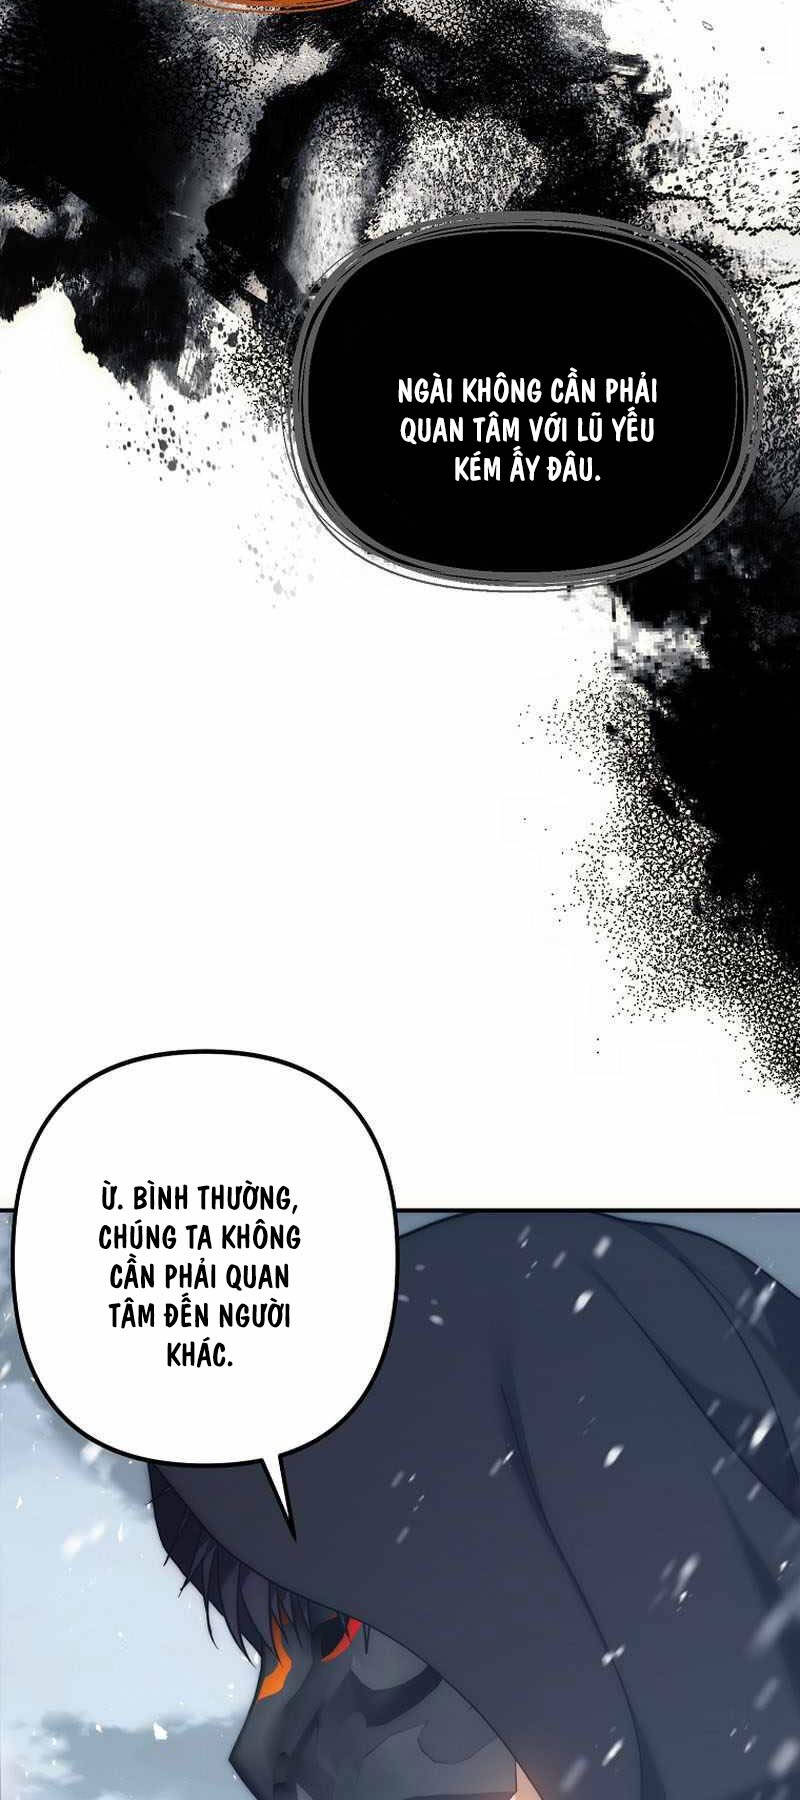 NGÀI KHÔNG CẦN PHẢI
QUAN TÂM VỚI LŨ YẾU
KÉM ẤY ĐÂU.
Ừ. BÌNH THƯỜNG,
CHÚNG TA KHÔNG
CẦN PHẢI QUAN
TÂM ĐẾN NGƯỜI
KHÁC.